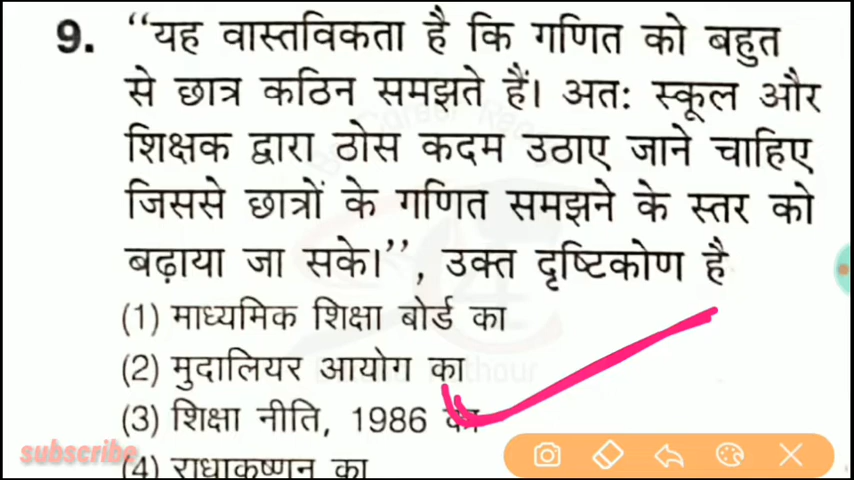 9. “यह वास्तविकता है कि गणित को बहुत
से छात्र कठिन समझते हैं। अतः स्कूल और
शिक्षक द्वारा ठोस कदम उठाए जाने चाहिए
जिससे छात्रों के गणित समझने के स्तर को
बढ़ाया जा सके।”, उक्त दृष्टिकोण है
(1) माध्यमिक शिक्षा बोर्ड का
(2) मुदालियर आयोग का
(3) शिक्षा नीति, 1986 का
(4) राधाकृष्णन का
subscribe